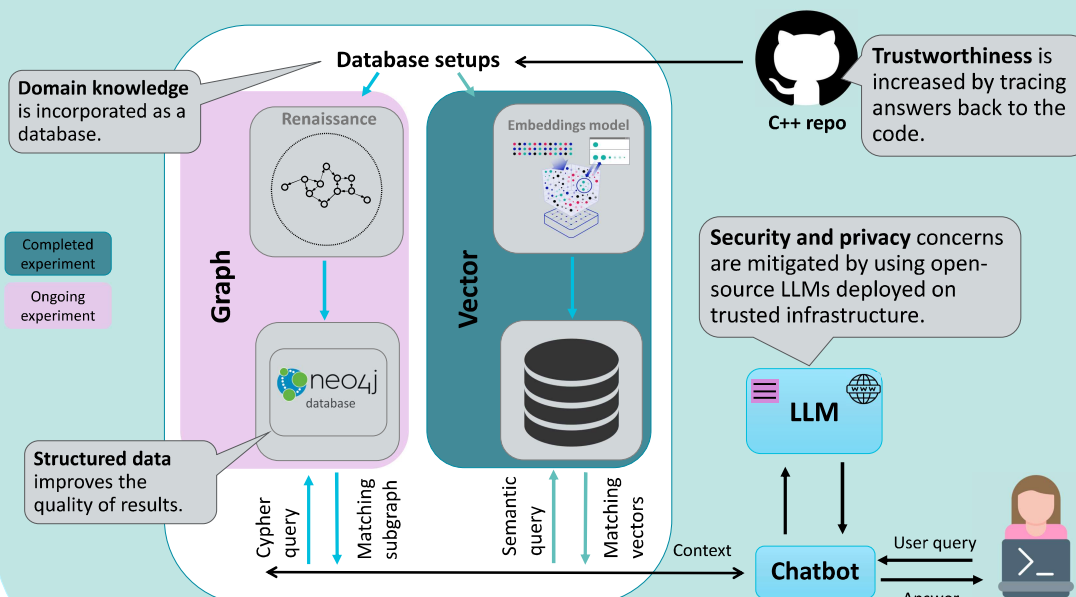 Database setups
Domain knowledge
is incorporated as a
database.
C++ repo
Trustworthiness is
increased by tracing
answers back to the
code.
Renaissance
Embeddings model
Completed
experiment
Ongoing
experiment
Graph
Vector
Security and privacy concerns
are mitigated by using open-
source LLMs deployed on
trusted infrastructure.
neo4j
database
WWW
LLM
Structured data
improves the
quality of results.
Cypher
query
Matching
subgraph
Semantic
query
Matching
vectors
Context
User query
Chatbot
Answer